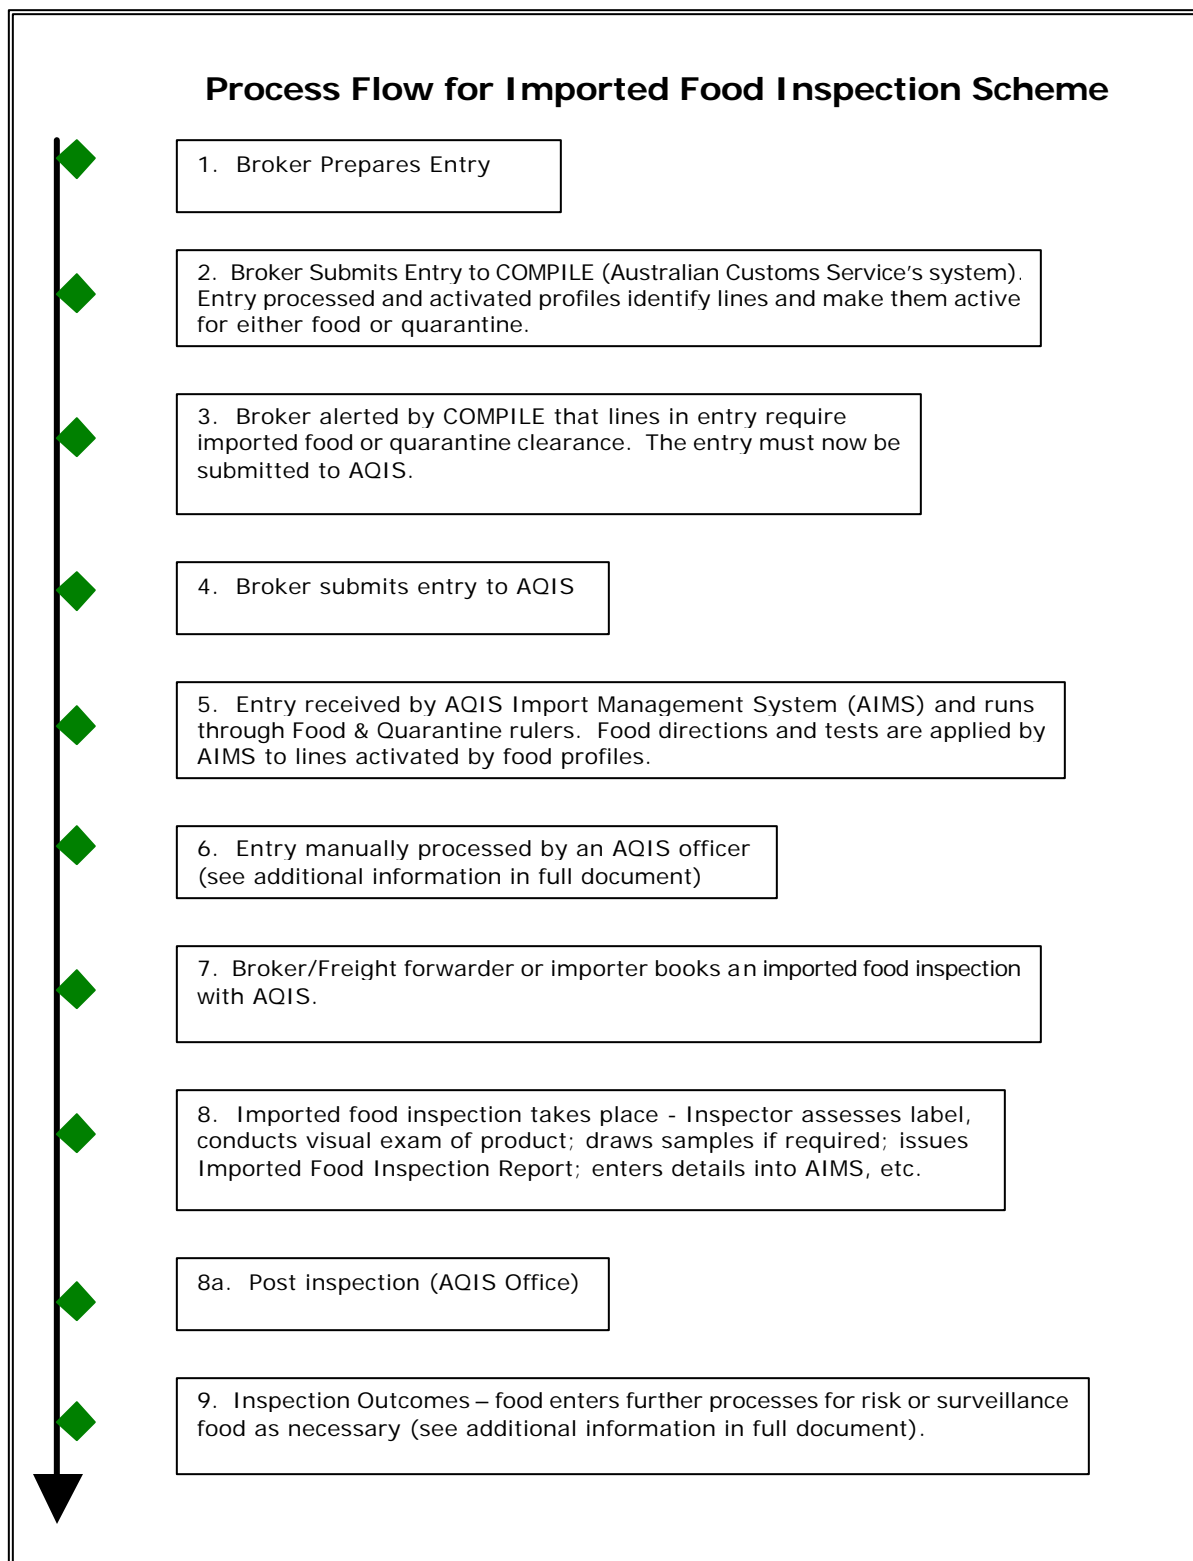 Process Flow for Imported Food Inspection Scheme
1. Broker Prepares Entry
2. Broker Submits Entry to COMPILE (Australian Customs Service's system).
Entry processed and activated profiles identify lines and make them active
for either food or quarantine.
3. Broker alerted by COMPILE that lines in entry require
imported food or quarantine clearance. The entry must now be
submitted to AQIS.
4. Broker submits entry to AQIS
5. Entry received by AQIS Import Management System (AIMS) and runs
through Food & Quarantine rulers. Food directions and tests are applied by
AIMS to lines activated by food profiles.
6. Entry manually processed by an AQIS officer
(see additional information in full document)
7. Broker/Freight forwarder or importer books an imported food inspection
with AQIS.
8. Imported food inspection takes place - Inspector assesses label,
conducts visual exam of product; draws samples if required; issues
Imported Food Inspection Report; enters details into AIMS, etc.
8a. Post inspection (AQIS Office)
9. Inspection Outcomes – food enters further processes for risk or surveillance
food as necessary (see additional information in full document).